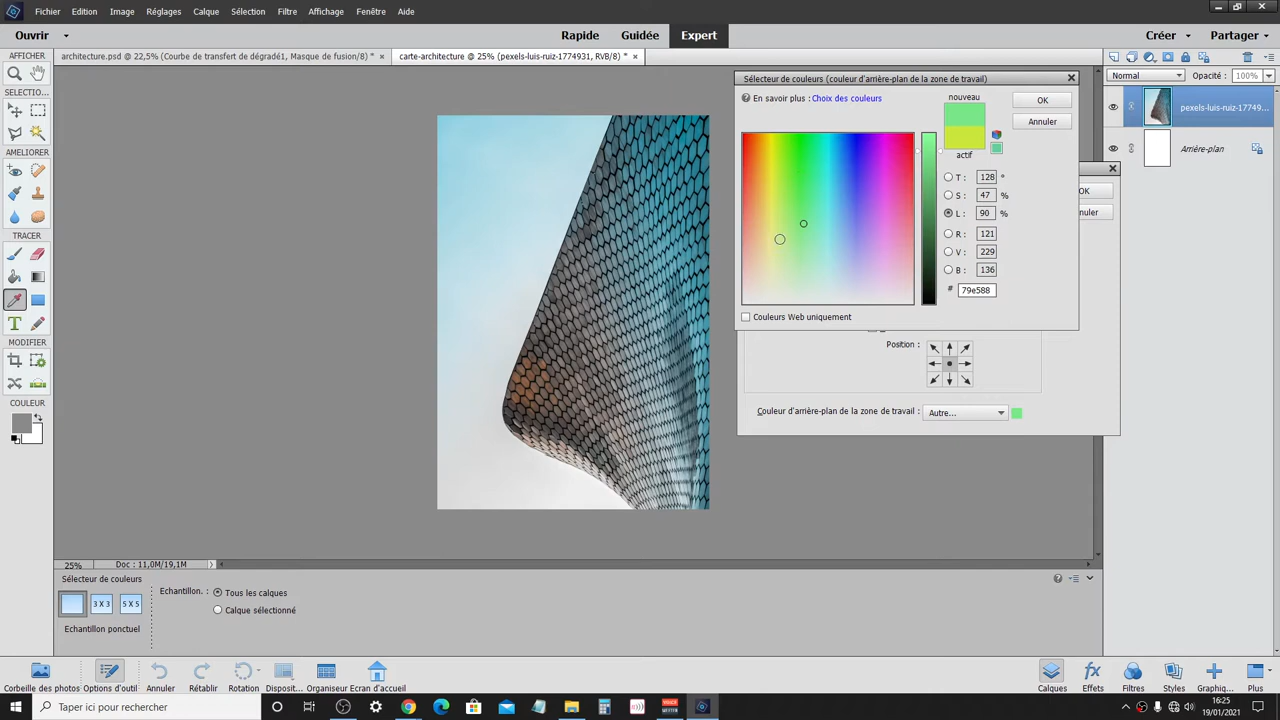 Fichier Edition Image Réglages Calque Sélection Filtre Affichage Fenêtre Aide
Ouvrir Rapide Guidée Expert Créer Partager
architecture.psd @ 22,5% (Courbe de transfert de dégradé1, Masque de fusion/8) * × carte-architecture @ 25% (pexels-luis-ruiz-1774931, RVB/8) * ×
AFFICHER
SELECTIO...
AMELIORER
TRACER
MODIFIER
COULEUR
Normal Opacité : 100%
pexels-luis-ruiz-17749...
Arrière-plan
Sélecteur de couleurs (couleur d'arrière-plan de la zone de travail)
En savoir plus : Choix des couleurs
nouveau
actif
OK
Annuler
T : 128 °
S : 47 %
L : 90 %
R : 121
V : 229
B : 136
# 79e588
Couleurs Web uniquement
OK
nuler
Position :
Couleur d'arrière-plan de la zone de travail : Autre...
25% Doc : 11,0M/19,1M
Sélecteur de couleurs
3 X 3 5 X 5
Echantillon ponctuel
Echantillon. : Tous les calques
Calque sélectionné
Corbeille des photos Options d'outil Annuler Rétablir Rotation Disposit... Organiseur Ecran d'accueil Calques Effets Filtres Styles Graphiq... Plus
Taper ici pour rechercher
16:25
19/01/2021